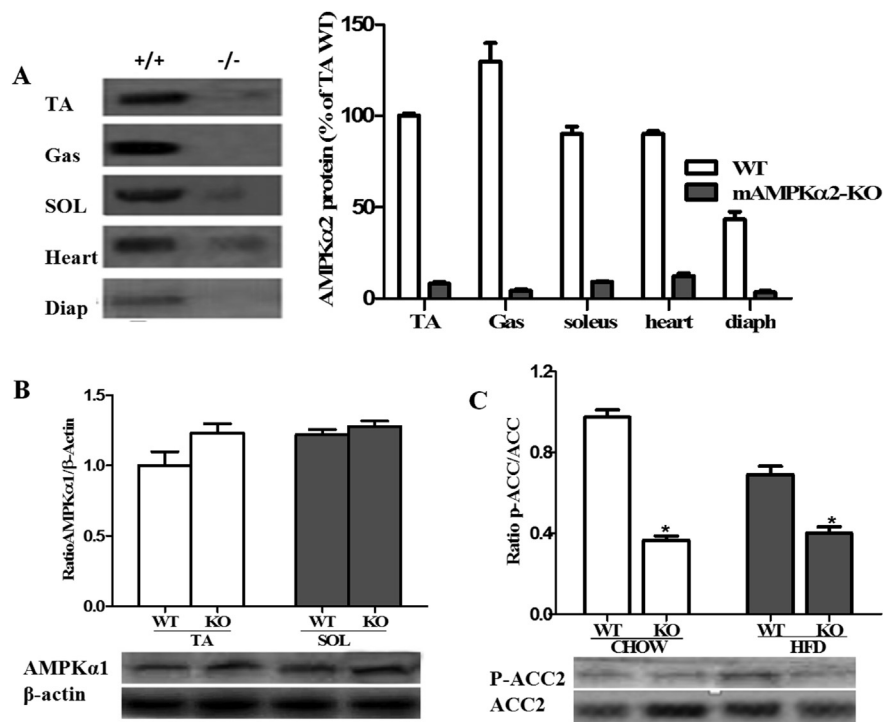 A
+/+ -/-
TA
Gas
SOL
Heart
Diap
AMPKα2 protein (% of TA WT)
150
100
50
0
WT
mAMPKα2-KO
TA Gas soleus heart diaph
B
RatioAMPKα1/β-Actin
1.5
1.0
0.5
0.0
WT KO WT KO
TA SOL
AMPKα1
β-actin
C
Ratio p-ACC/ACC
1.2
0.8
0.4
0.0
* *
WT KO WT KO
CHOW HFD
P-ACC2
ACC2